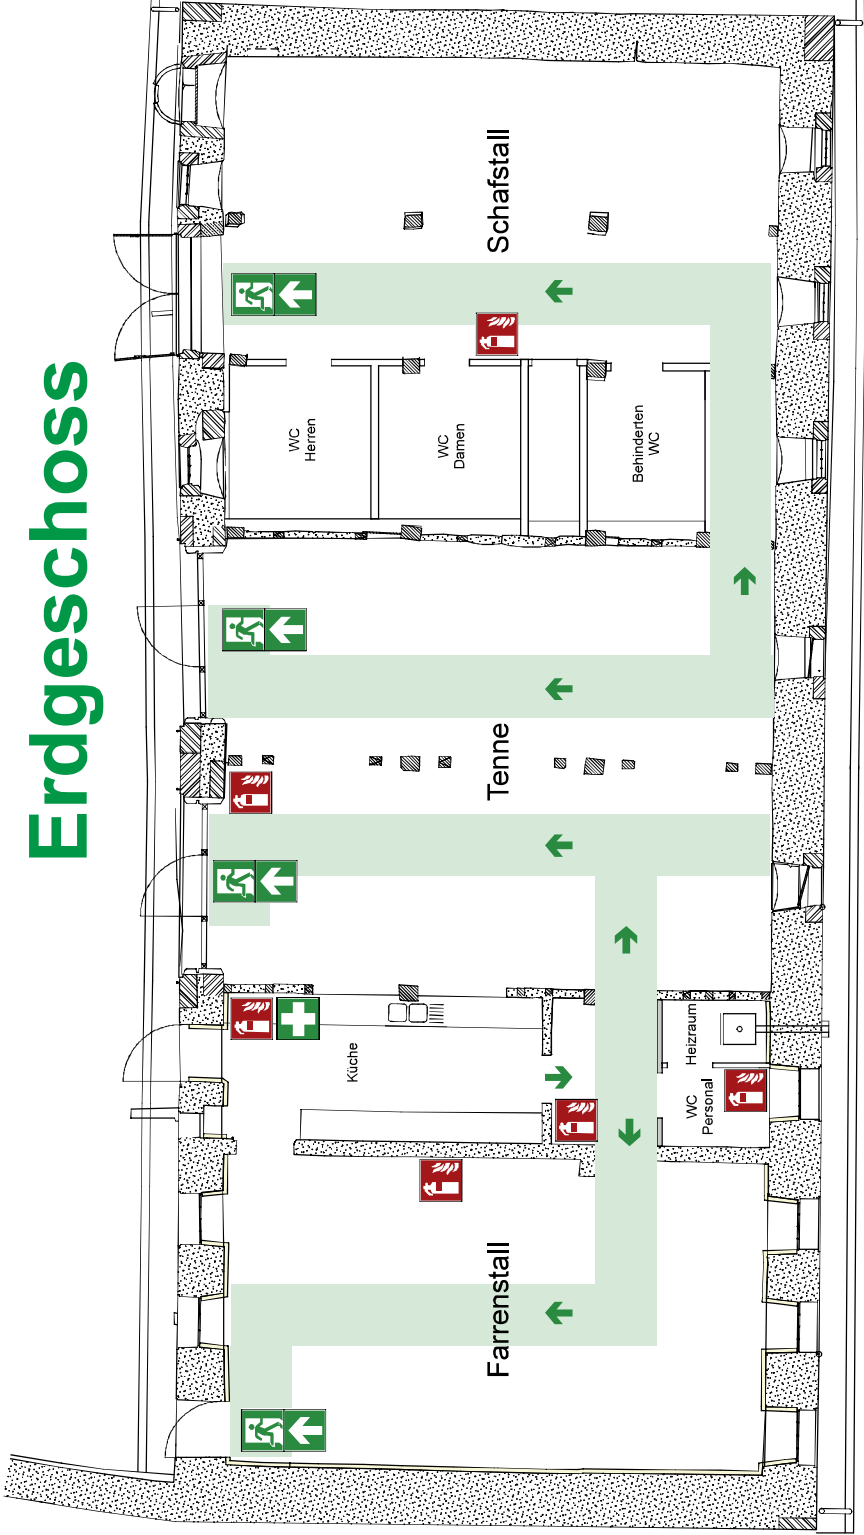 Erdgeschoss
Farrenstall
Tenne
Schafstall
Küche
WC
Personal
Heizraum
WC
Herren
WC
Damen
Behinderten
WC